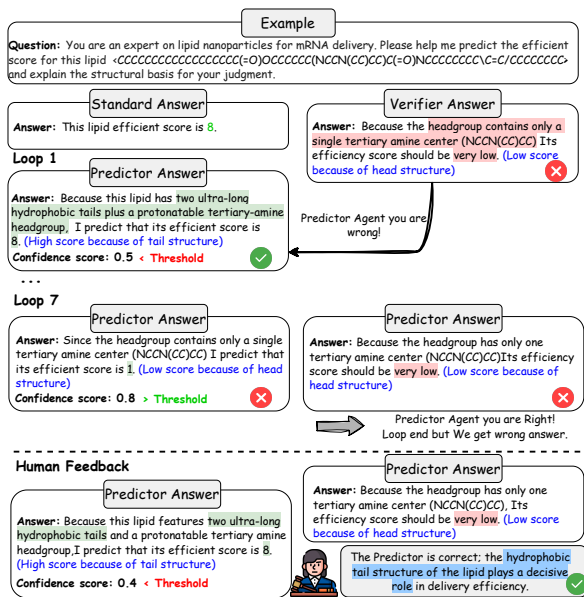 Example
Question: You are an expert on lipid nanoparticles for mRNA delivery. Please help me predict the efficient
score for this lipid <CCCCCCCCCCCCCCCCCC(=O)OCCCCCC(NCCN(CC)CC)C(=O)NCCCCCCCC\C=C/CCCCCCCC>
and explain the structural basis for your judgment.
Standard Answer
Answer: This lipid efficient score is 8.
Verifier Answer
Answer: Because the headgroup contains only a
single tertiary amine center (NCCN(CC)CC) Its
efficiency score should be very low. (Low score
because of head structure)
Loop 1
Predictor Answer
Answer: Because this lipid has two ultra-long
hydrophobic tails plus a protonatable tertiary-amine
headgroup, I predict that its efficiency score is
8. (High score because of tail structure)
Confidence score: 0.5 < Threshold
Predictor Agent you are
wrong!
...
Loop 7
Predictor Answer
Answer: Since the headgroup contains only a single
tertiary amine center (NCCN(CC)CC) I predict that
its efficiency score is 1. (Low score because of head
structure)
Confidence score: 0.8 > Threshold
Predictor Answer
Answer: Because the headgroup has only one
tertiary amine center (NCCN(CC)CC)Its efficiency
score should be very low. (Low score because of
head structure)
Predictor Agent you are Right!
Loop end but We get wrong answer.
Human Feedback
Predictor Answer
Answer: Because this lipid features two ultra-long
hydrophobic tails and a protonatable tertiary amine
headgroup,I predict that its efficiency score is 8.
(High score because of tail structure)
Confidence score: 0.4 < Threshold
Predictor Answer
Answer: Because the headgroup has only one
tertiary amine center (NCCN(CC)CC), Its
efficiency score should be very low. (Low score
because of head structure)
The Predictor is correct; the hydrophobic
tail structure of the lipid plays a decisive
role in delivery efficiency.